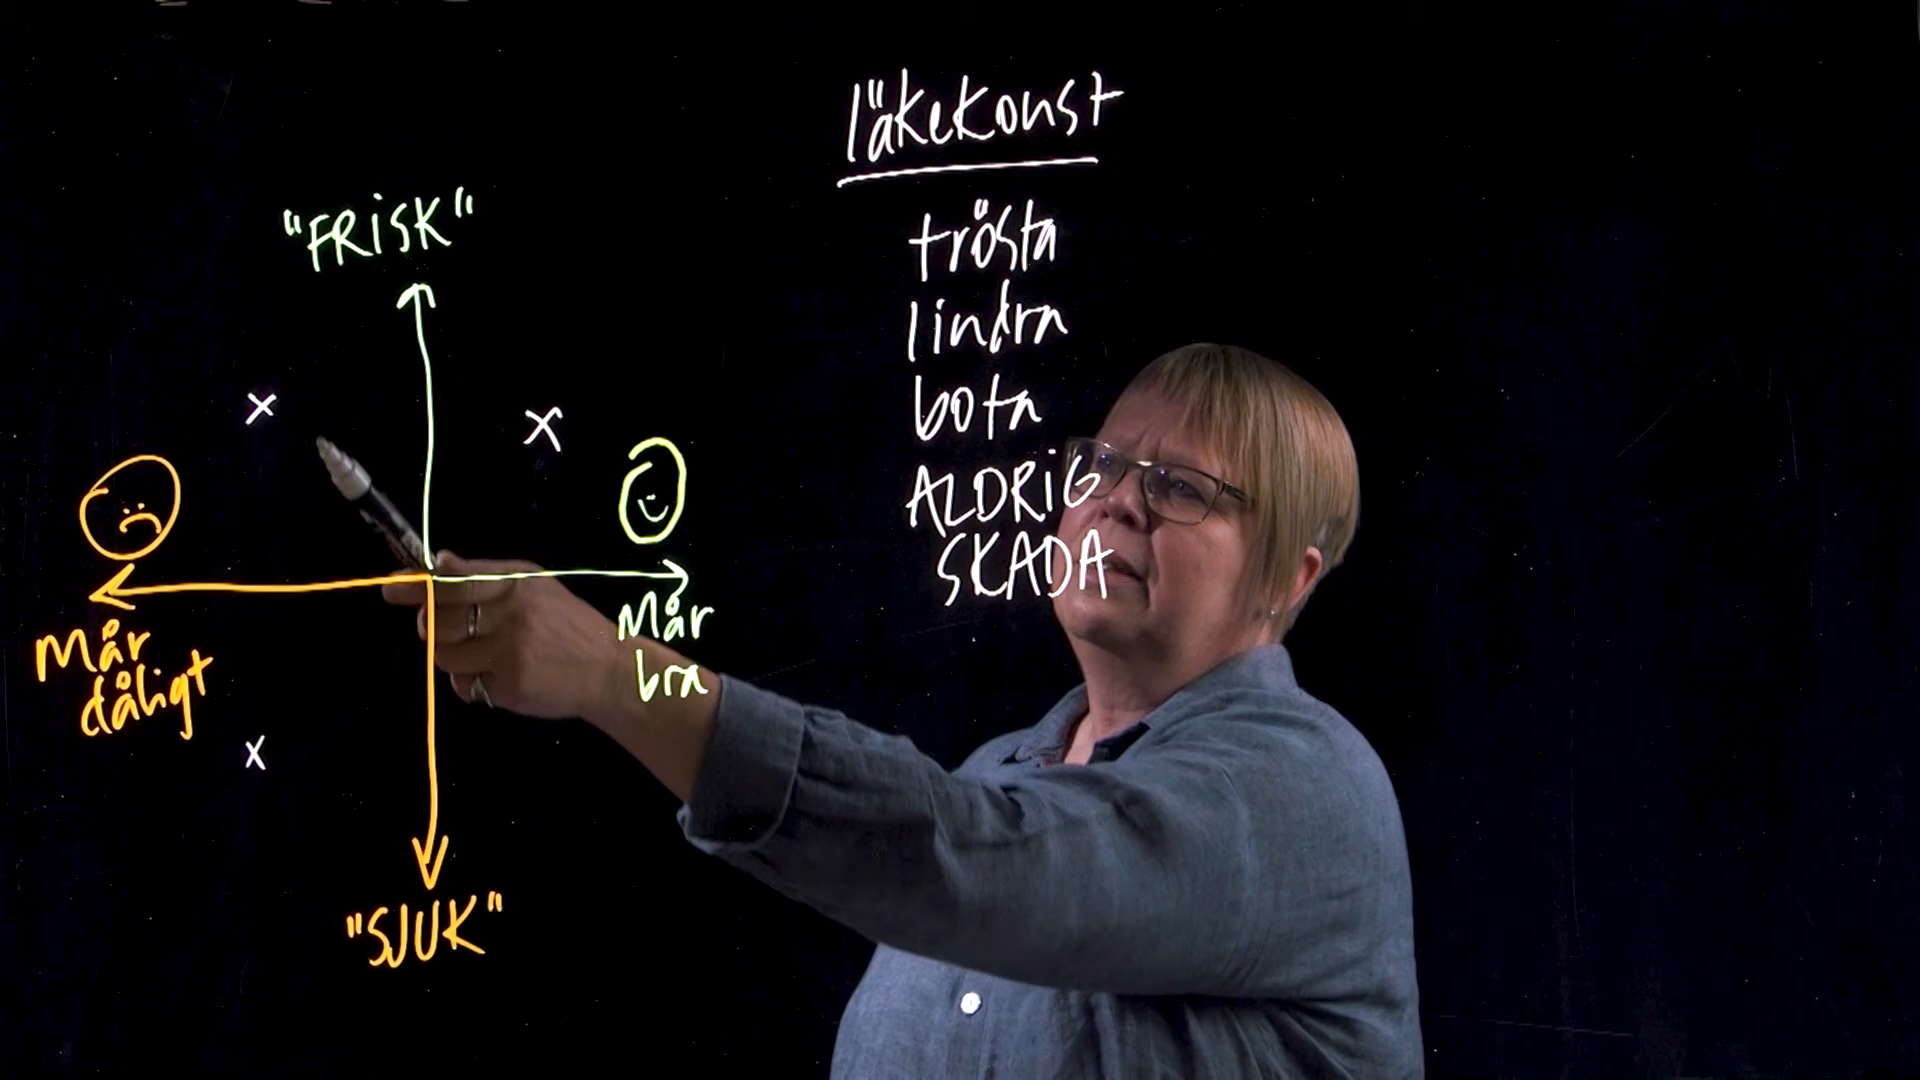 "FRISK"
Mår
dåligt
Mår
bra
"SJUK"
läkekonst
trösta
lindra
bota
ALDRIG
SKADA